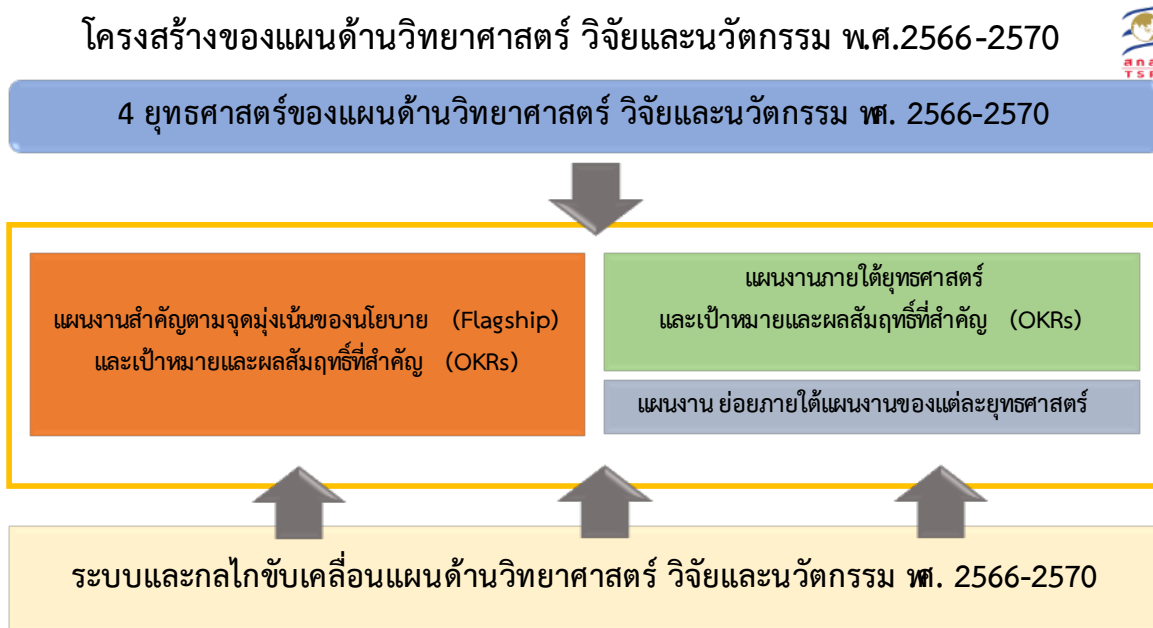 โครงสร้างของแผนด้านวิทยาศาสตร์ วิจัยและนวัตกรรม พ.ศ.2566-2570
4 ยุทธศาสตร์ของแผนด้านวิทยาศาสตร์ วิจัยและนวัตกรรม พศ. 2566-2570
แผนงานสำคัญตามจุดมุ่งเน้นของนโยบาย (Flagship)
และเป้าหมายและผลสัมฤทธิ์ที่สำคัญ (OKRs)
แผนงานภายใต้ยุทธศาสตร์
และเป้าหมายและผลสัมฤทธิ์ที่สำคัญ (OKRs)
แผนงาน ย่อยภายใต้แผนงานของแต่ละยุทธศาสตร์
ระบบและกลไกขับเคลื่อนแผนด้านวิทยาศาสตร์ วิจัยและนวัตกรรม พศ. 2566-2570